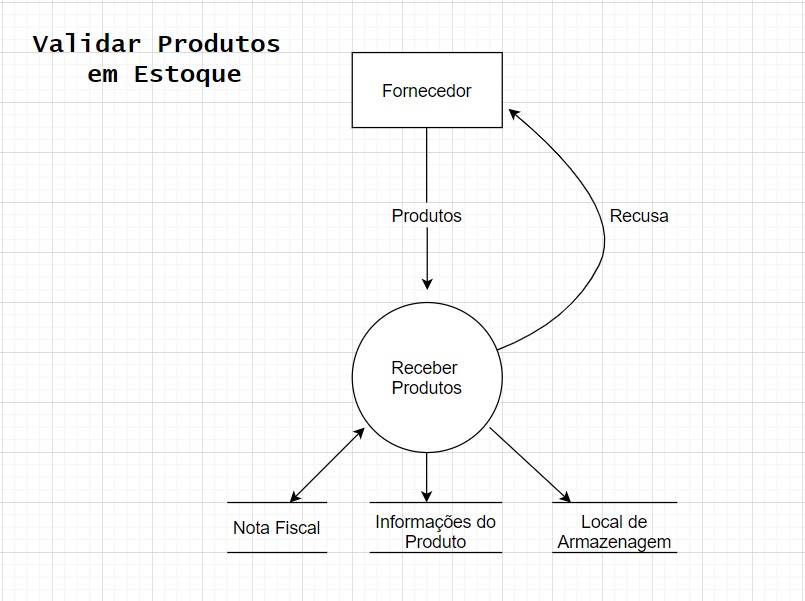 Validar Produtos
em Estoque
Fornecedor
Produtos
Recusa
Receber
Produtos
Nota Fiscal
Informações do
Produto
Local de
Armazenagem